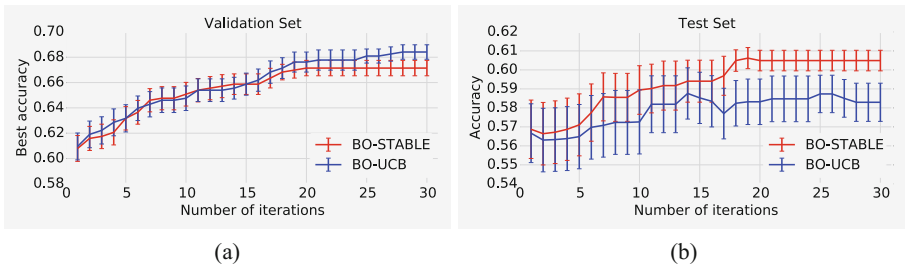 Validation Set
Best accuracy
0.70
0.68
0.66
0.64
0.62
0.60
0.58
0 5 10 15 20 25 30
Number of iterations
BO-STABLE
BO-UCB
(a)
Test Set
Accuracy
0.62
0.61
0.60
0.59
0.58
0.57
0.56
0.55
0.54
0 5 10 15 20 25 30
Number of iterations
BO-STABLE
BO-UCB
(b)